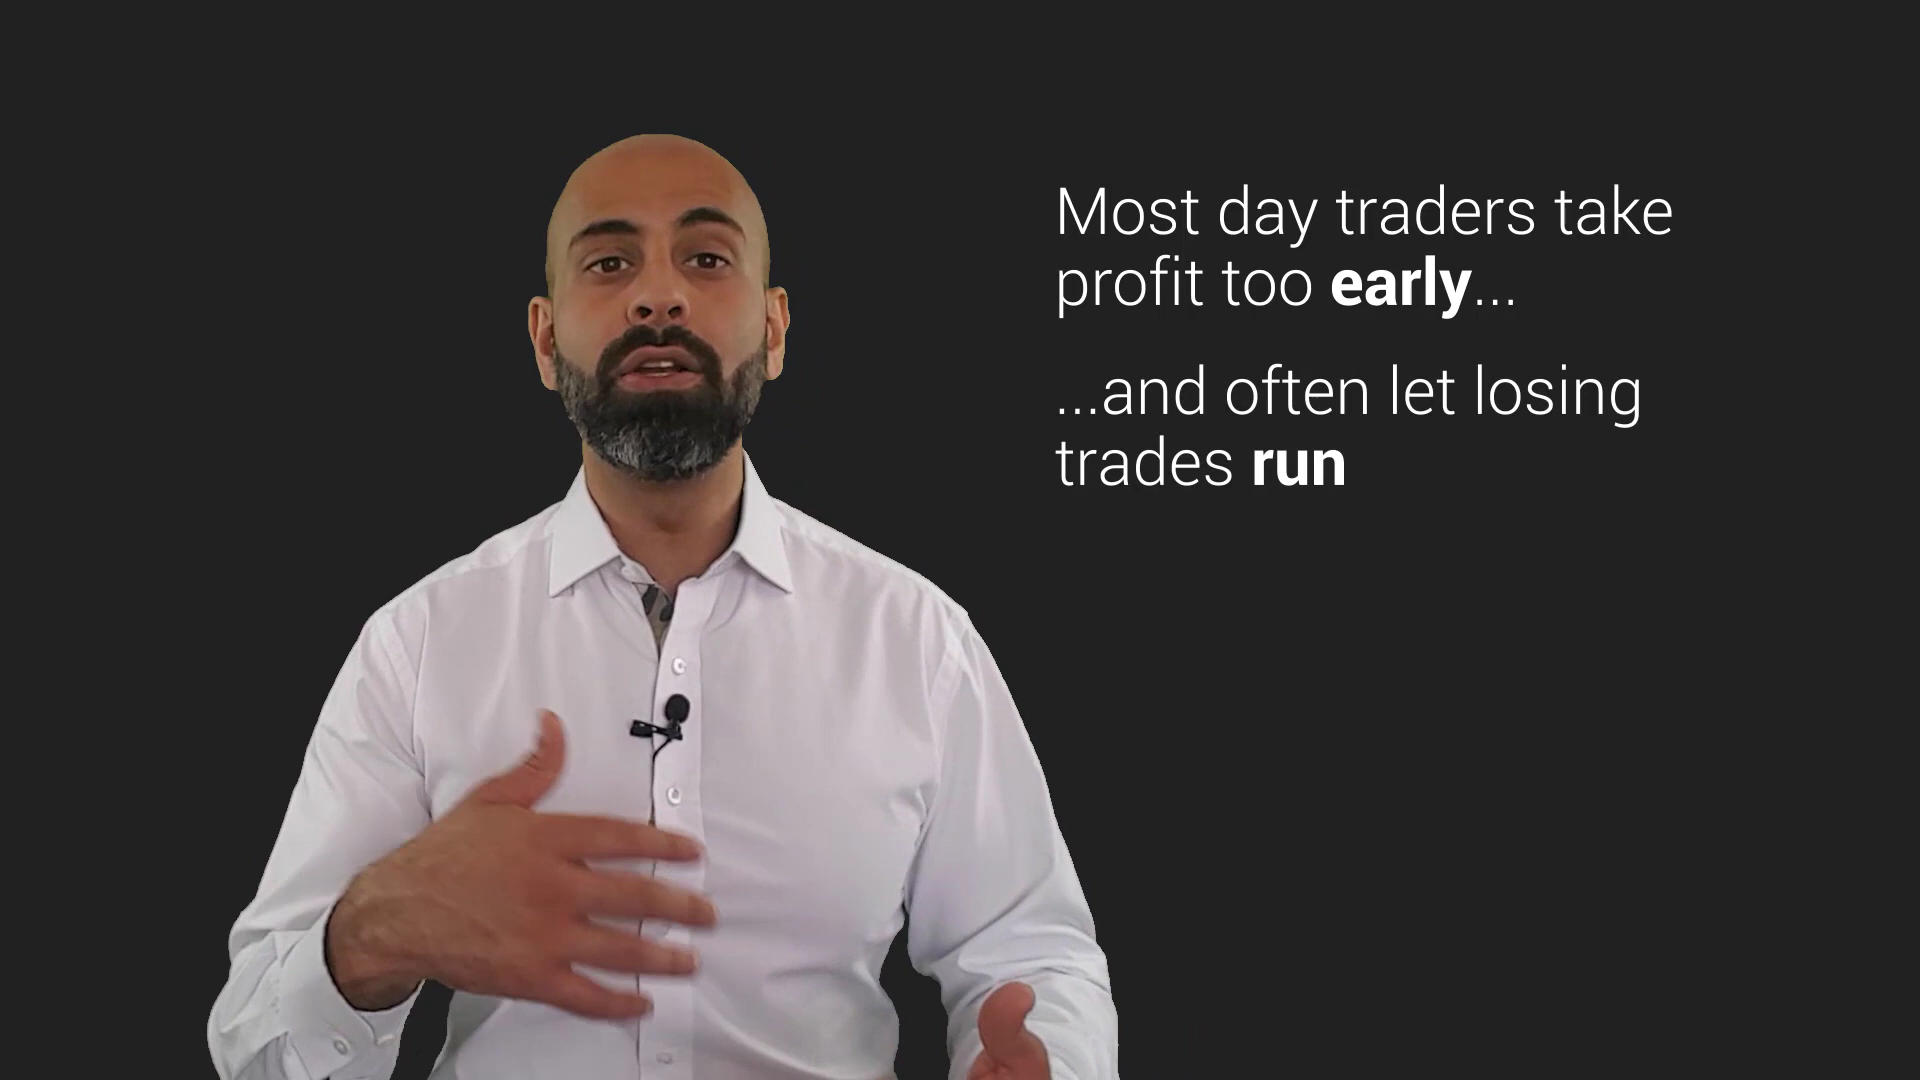 Most day traders take
profit too early...
...and often let losing
trades run